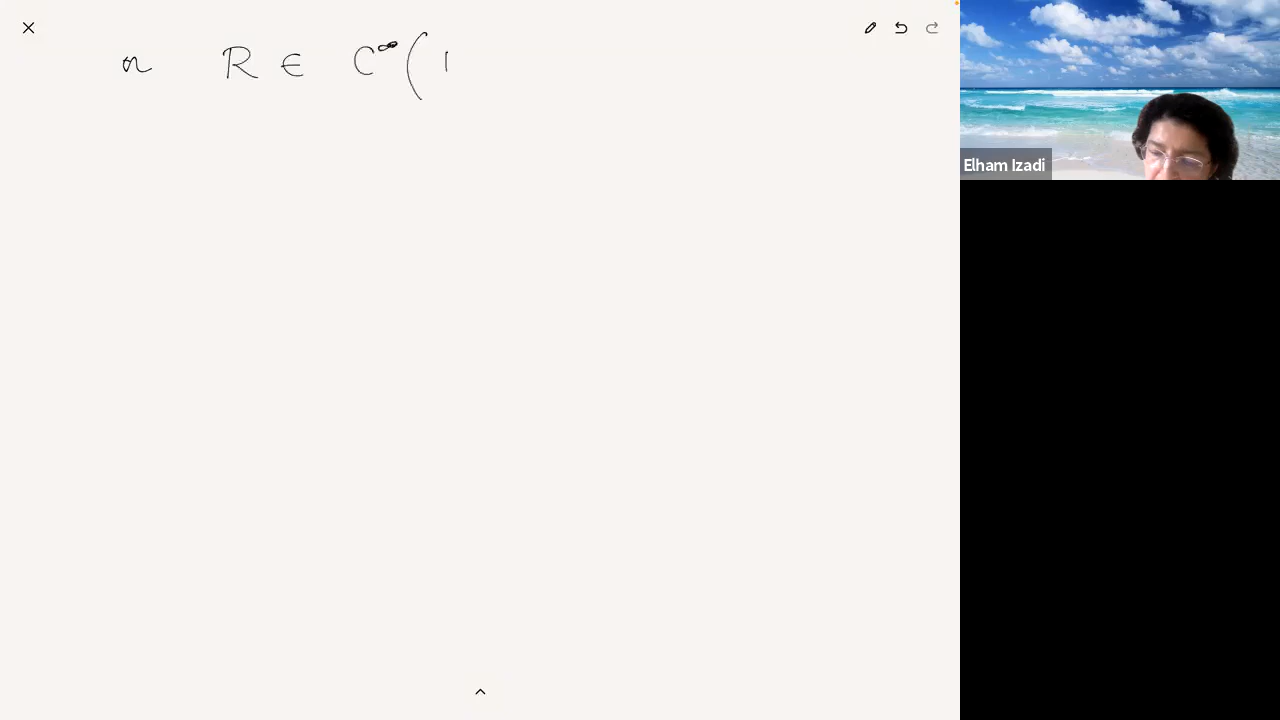 n R ∈ C^∞ (
Elham Izadi